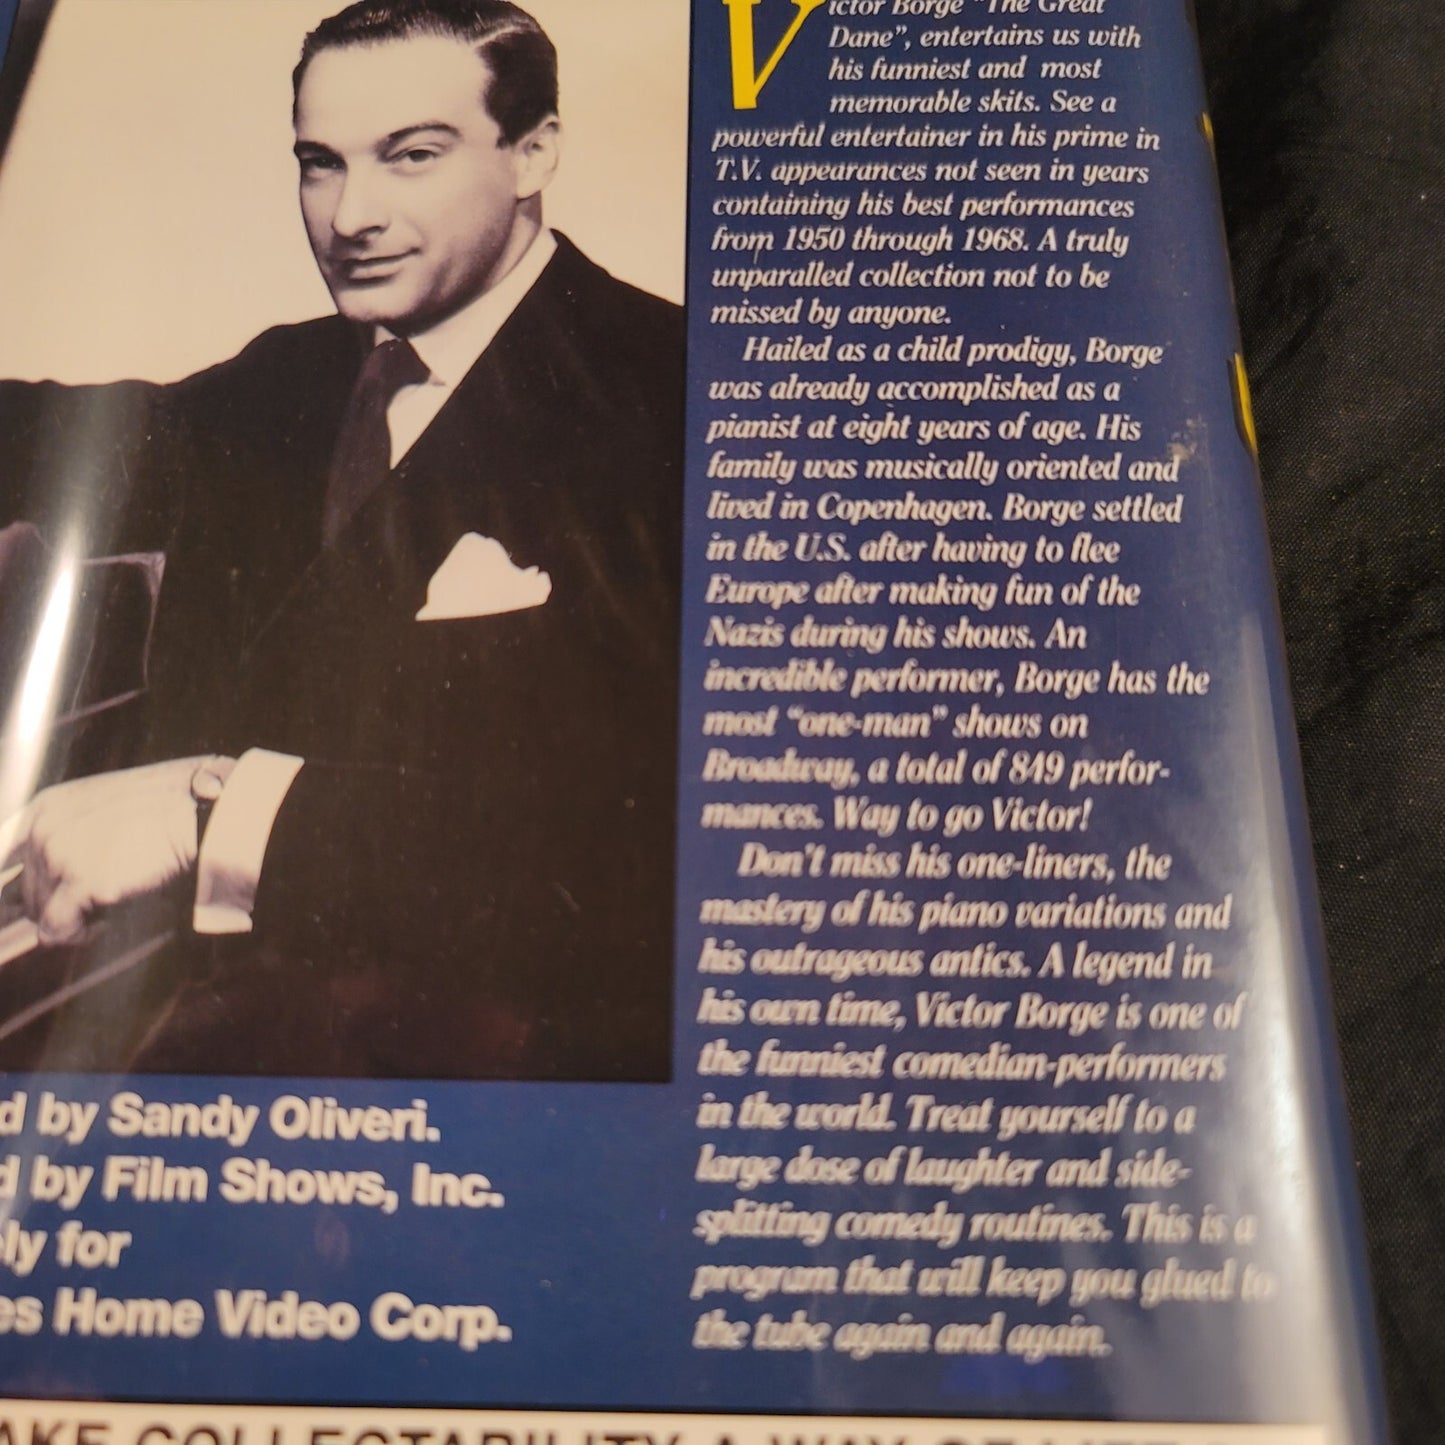 Victor Borge "The Great
Dane", entertains us with
his funniest and most
memorable skits. See a
powerful entertainer in his prime in
T.V. appearances not seen in years
containing his best performances
from 1950 through 1968. A truly
unparalled collection not to be
missed by anyone.
Hailed as a child prodigy, Borge
was already accomplished as a
pianist at eight years of age. His
family was musically oriented and
lived in Copenhagen. Borge settled
in the U.S. after having to flee
Europe after making fun of the
Nazis during his shows. An
incredible performer, Borge has the
most "one-man" shows on
Broadway, a total of 849 perfor-
mances. Way to go Victor!
Don't miss his one-liners, the
mastery of his piano variations and
his outrageous antics. A legend in
his own time, Victor Borge is one of
the funniest comedian-performers
in the world. Treat yourself to a
large dose of laughter and side-
splitting comedy routines. This is a
program that will keep you glued to
the tube again and again.
d by Sandy Oliveri.
d by Film Shows, Inc.
ly for
es Home Video Corp.
AKE COLLECTABILITY A WAY OF LIFE